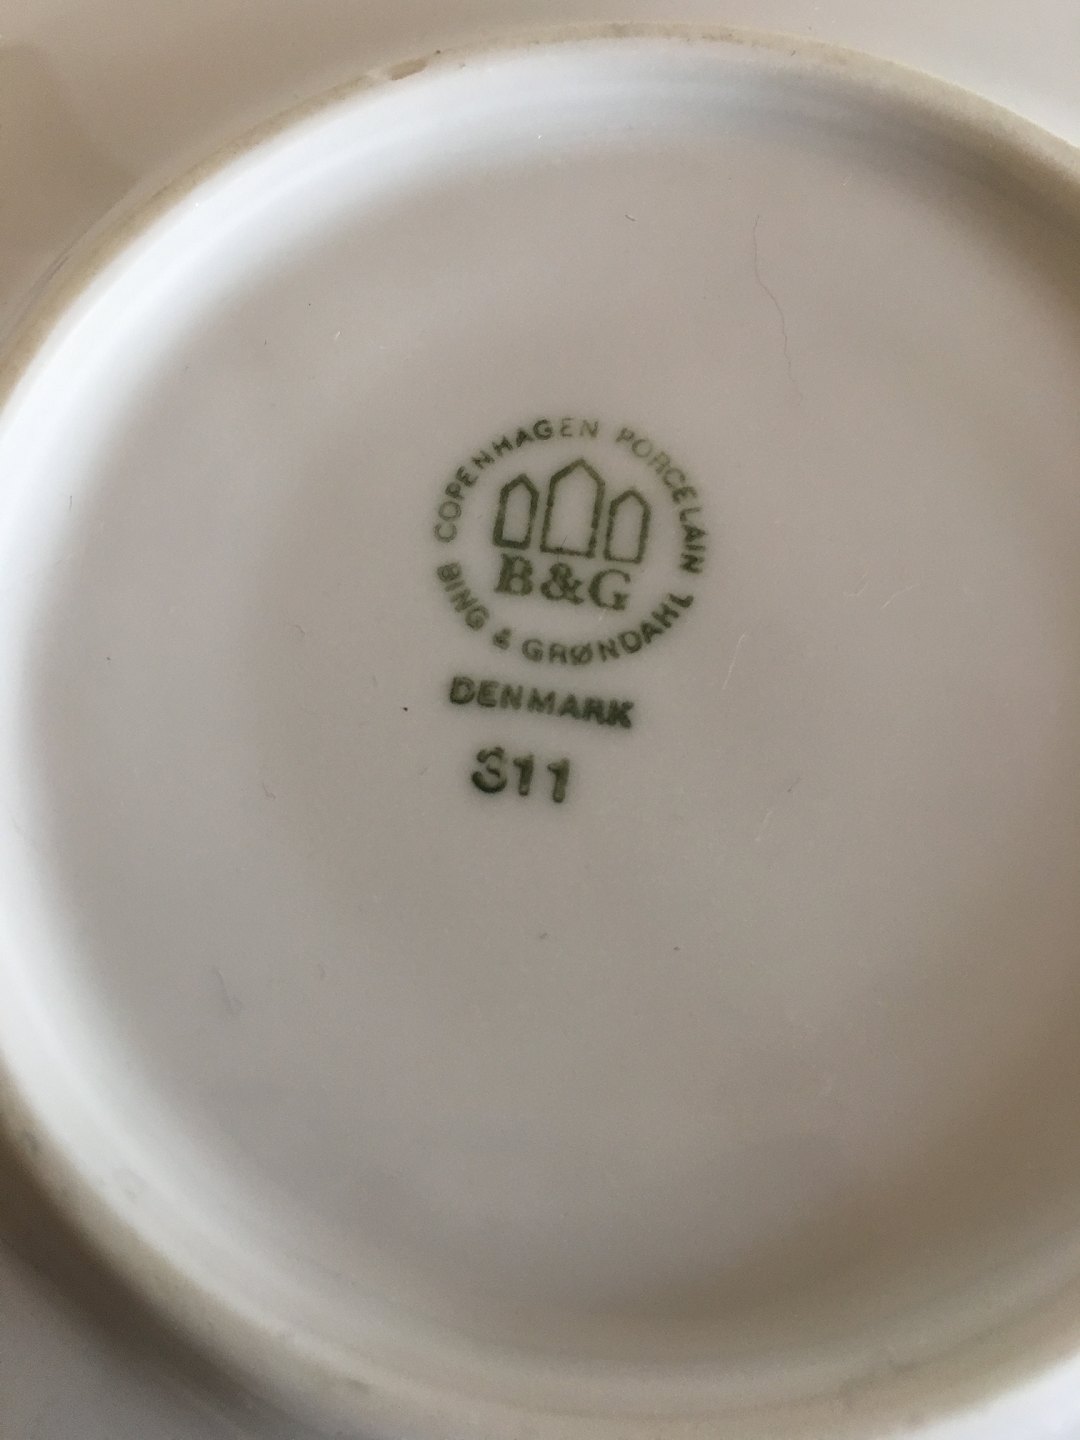 COPENHAGEN PORCELAIN
B&G
BING & GRØNDAHL
DENMARK
311